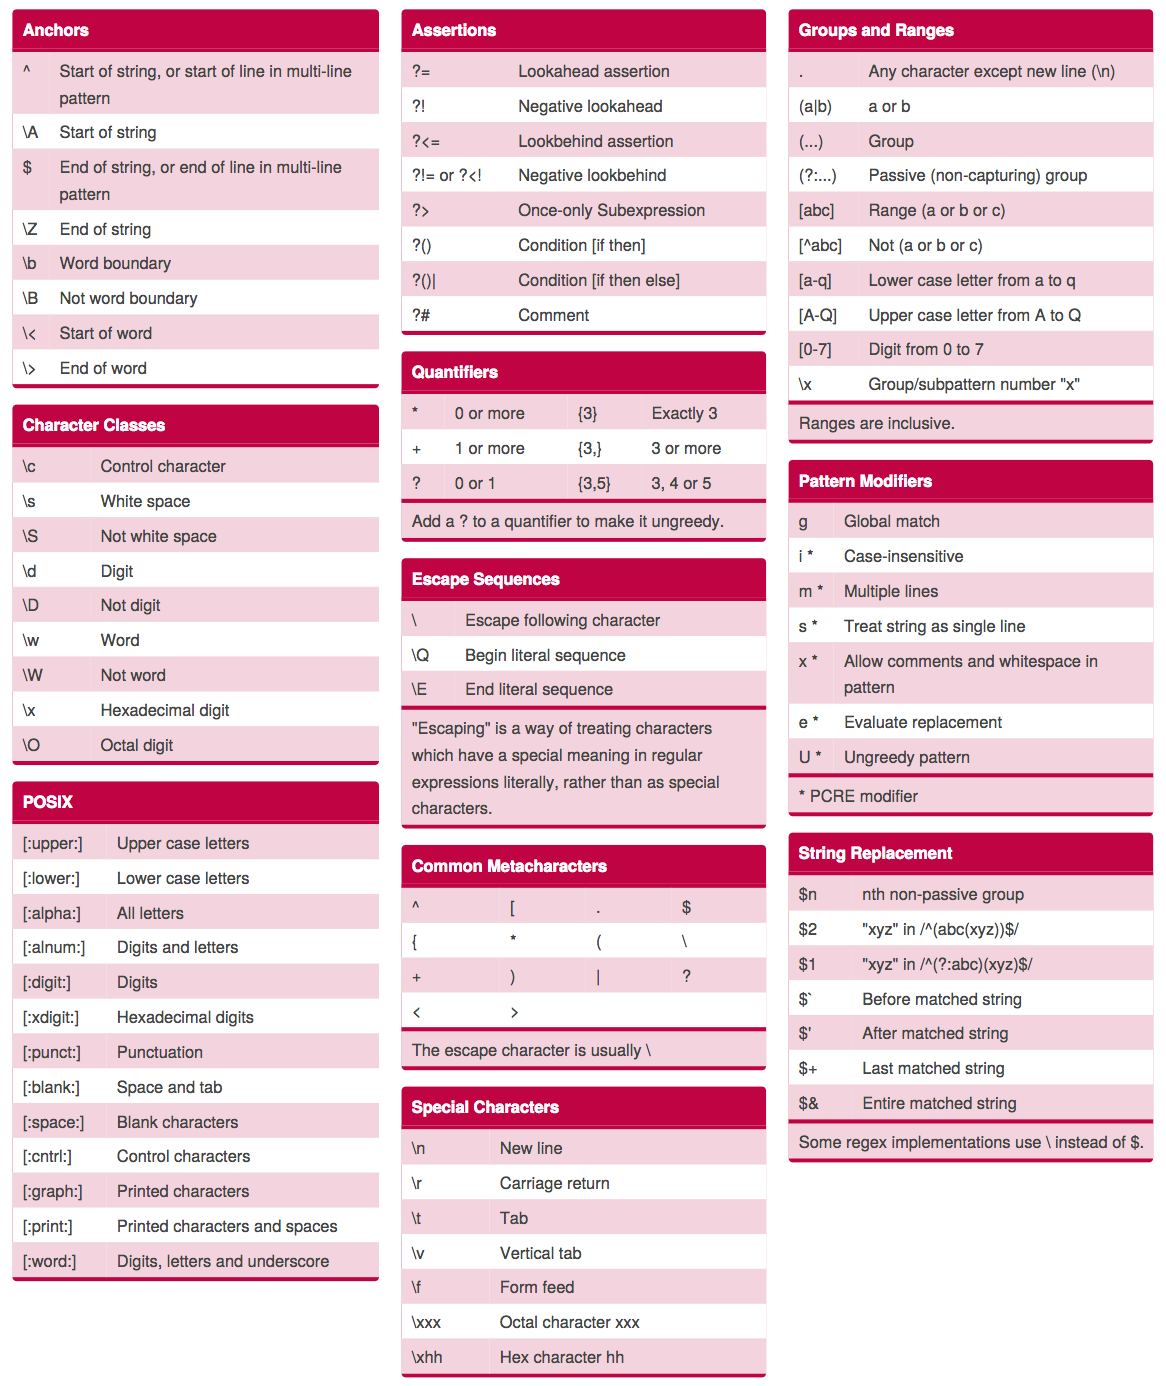 Anchors
^ Start of string, or start of line in multi-line
pattern
\A Start of string
$ End of string, or end of line in multi-line
pattern
\Z End of string
\b Word boundary
\B Not word boundary
\< Start of word
\> End of word
Character Classes
\c Control character
\s White space
\S Not white space
\d Digit
\D Not digit
\w Word
\W Not word
\x Hexadecimal digit
\O Octal digit
POSIX
[:upper:] Upper case letters
[:lower:] Lower case letters
[:alpha:] All letters
[:alnum:] Digits and letters
[:digit:] Digits
[:xdigit:] Hexadecimal digits
[:punct:] Punctuation
[:blank:] Space and tab
[:space:] Blank characters
[:cntrl:] Control characters
[:graph:] Printed characters
[:print:] Printed characters and spaces
[:word:] Digits, letters and underscore
Assertions
?= Lookahead assertion
?! Negative lookahead
?<= Lookbehind assertion
?!= or ?<! Negative lookbehind
?> Once-only Subexpression
?() Condition [if then]
?()| Condition [if then else]
?# Comment
Quantifiers
* 0 or more {3} Exactly 3
+ 1 or more {3,} 3 or more
? 0 or 1 {3,5} 3, 4 or 5
Add a ? to a quantifier to make it ungreedy.
Escape Sequences
\ Escape following character
\Q Begin literal sequence
\E End literal sequence
"Escaping" is a way of treating characters
which have a special meaning in regular
expressions literally, rather than as special
characters.
Common Metacharacters
^ [ . $
{ * ( \
+ ) | ?
< >
The escape character is usually \
Special Characters
\n New line
\r Carriage return
\t Tab
\v Vertical tab
\f Form feed
\xxx Octal character xxx
\xhh Hex character hh
Groups and Ranges
. Any character except new line (\n)
(a|b) a or b
(...) Group
(?:...) Passive (non-capturing) group
[abc] Range (a or b or c)
[^abc] Not (a or b or c)
[a-q] Lower case letter from a to q
[A-Q] Upper case letter from A to Q
[0-7] Digit from 0 to 7
\x Group/subpattern number "x"
Ranges are inclusive.
Pattern Modifiers
g Global match
i * Case-insensitive
m * Multiple lines
s * Treat string as single line
x * Allow comments and whitespace in
pattern
e * Evaluate replacement
U * Ungreedy pattern
* PCRE modifier
String Replacement
$n nth non-passive group
$2 "xyz" in /^(abc(xyz))$/
$1 "xyz" in /^(?:abc)(xyz)$/
$` Before matched string
$' After matched string
$+ Last matched string
$& Entire matched string
Some regex implementations use \ instead of $.